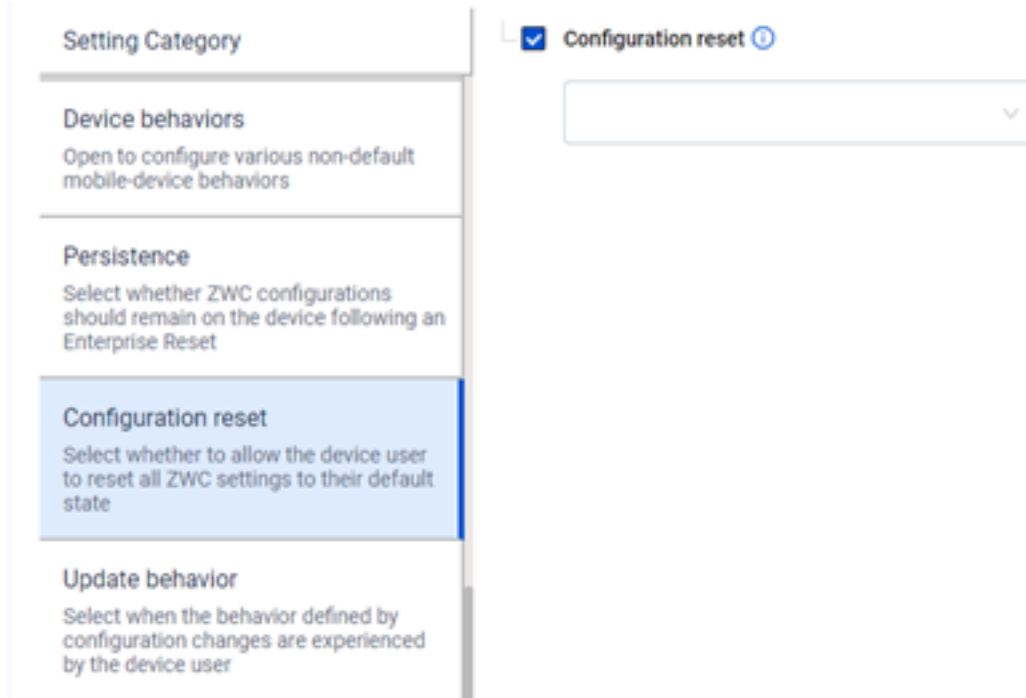 Setting Category
Configuration reset
Device behaviors
Open to configure various non-default
mobile-device behaviors
Persistence
Select whether ZWC configurations
should remain on the device following an
Enterprise Reset
Configuration reset
Select whether to allow the device user
to reset all ZWC settings to their default
state
Update behavior
Select when the behavior defined by
configuration changes are experienced
by the device user